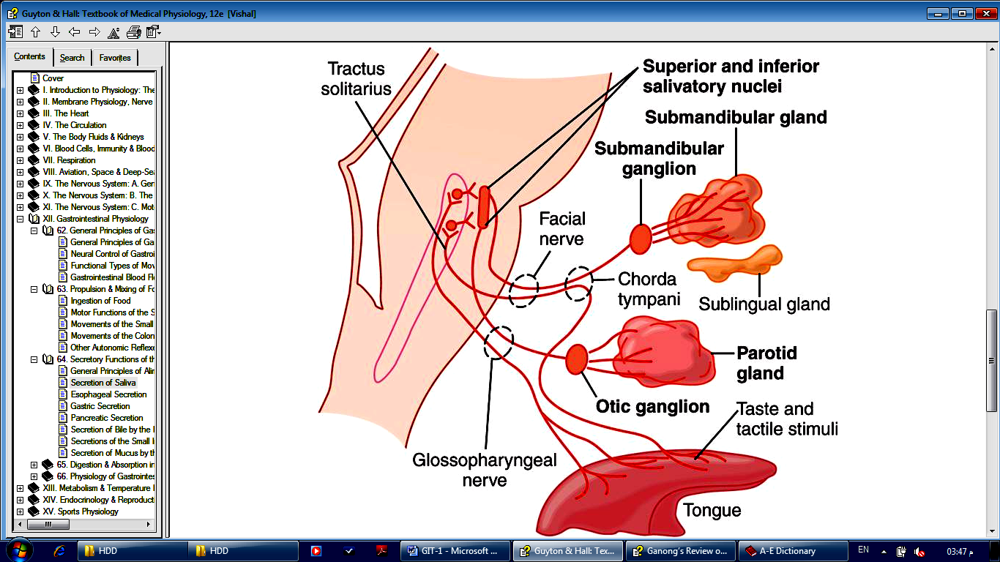 Guyton & Hall: Textbook of Medical Physiology, 12e [Vishal]
Contents
Search
Favorites
Cover
I. Introduction to Physiology: The
II. Membrane Physiology, Nerve
III. The Heart
IV. The Circulation
V. The Body Fluids & Kidneys
VI. Blood Cells, Immunity & Blood
VII. Respiration
VIII. Aviation, Space & Deep-Sea
IX. The Nervous System: A. Gen
X. The Nervous System: B. The
XI. The Nervous System: C. Mot
XII. Gastrointestinal Physiology
62. General Principles of Gas
General Principles of Ga
Neural Control of Gastroi
Functional Types of Mov
Gastrointestinal Blood Fl
63. Propulsion & Mixing of Fo
Ingestion of Food
Motor Functions of the S
Movements of the Small
Movements of the Colon
Other Autonomic Reflexe
64. Secretory Functions of th
General Principles of Alir
Secretion of Saliva
Esophageal Secretion
Gastric Secretion
Pancreatic Secretion
Secretion of Bile by the l
Secretions of the Small I
Secretion of Mucus by th
65. Digestion & Absorption in
66. Physiology of Gastrointes
XIII. Metabolism & Temperature
XIV. Endocrinology & Reproducti
XV. Sports Physiology
Tractus
solitarius
Superior and inferior
salivatory nuclei
Submandibular gland
Submandibular
ganglion
Facial
nerve
Chorda
tympani
Sublingual gland
Parotid
gland
Otic ganglion
Taste and
tactile stimuli
Glossopharyngeal
nerve
Tongue
HDD
HDD
GIT-1 - Microsoft ...
Guyton & Hall: Tex...
Ganong's Review o...
A-E Dictionary
EN
03:47 م